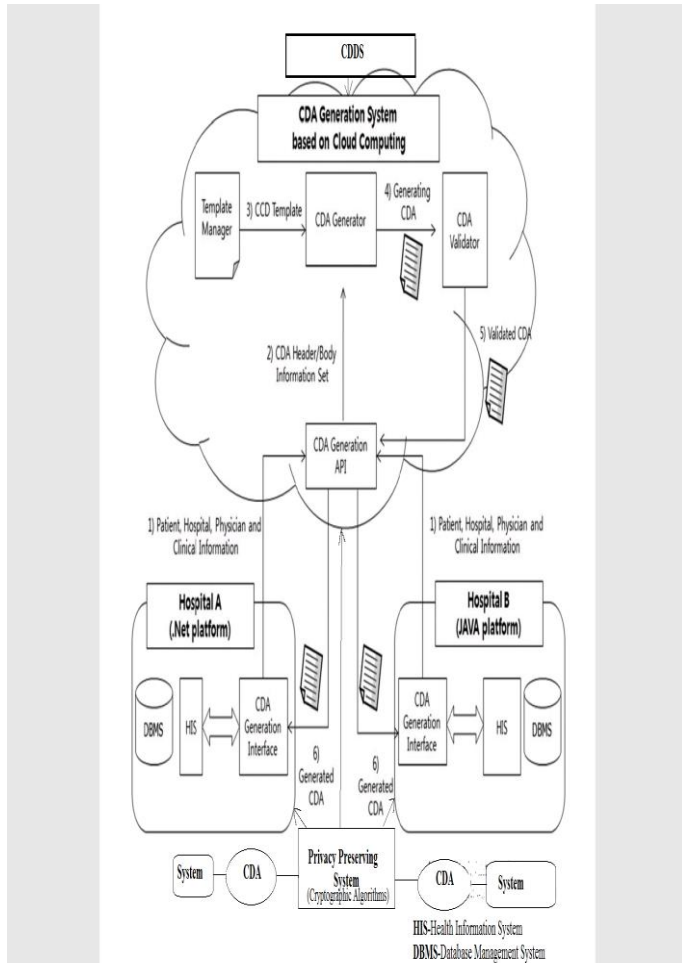 CDDS
CDA Generation System
based on Cloud Computing
Template
Manager
3) CCD Template
CDA Generator
4) Generating
CDA
CDA
Validator
2) CDA Header/Body
Information Set
5) Validated CDA
CDA Generation
API
1) Patient, Hospital, Physician and
Clinical Information
1) Patient, Hospital, Physician and
Clinical Information
Hospital A
(.Net platform)
Hospital B
(JAVA platform)
DBMS
HIS
CDA
Generation
Interface
6)
Generated
CDA
6)
Generated
CDA
CDA
Generation
Interface
HIS
DBMS
System
CDA
Privacy Preserving
System
(Cryptographic Algorithms)
CDA
System
HIS-Health Information System
DBMS-Database Management System